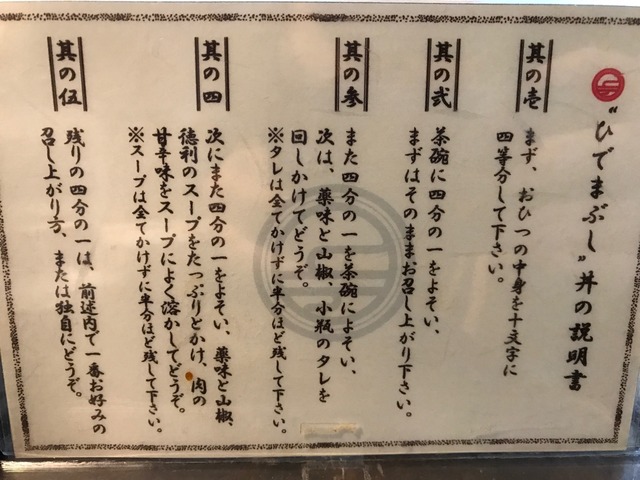 〝ひでまぶし〟丼の説明書
其の壱
まず、おひつの中身を十文字に
四等分して下さい。
其の弐
茶碗に四分の一をよそい、
まずはそのままお召し上がり下さい。
其の参
また四分の一を茶碗によそい、
次は、薬味と山椒、小瓶のタレを
回しかけてどうぞ。
※タレは全てかけずに半分ほど残して下さい。
其の四
次にまた四分の一をよそい、薬味と山椒、
徳利のスープをたっぷりとかけ、肉の
甘辛味をスープによく溶かしてどうぞ。
※スープは全てかけずに半分ほど残して下さい。
其の伍
残りの四分の一は、前述内で一番お好みの
召し上がり方、または独自にどうぞ。